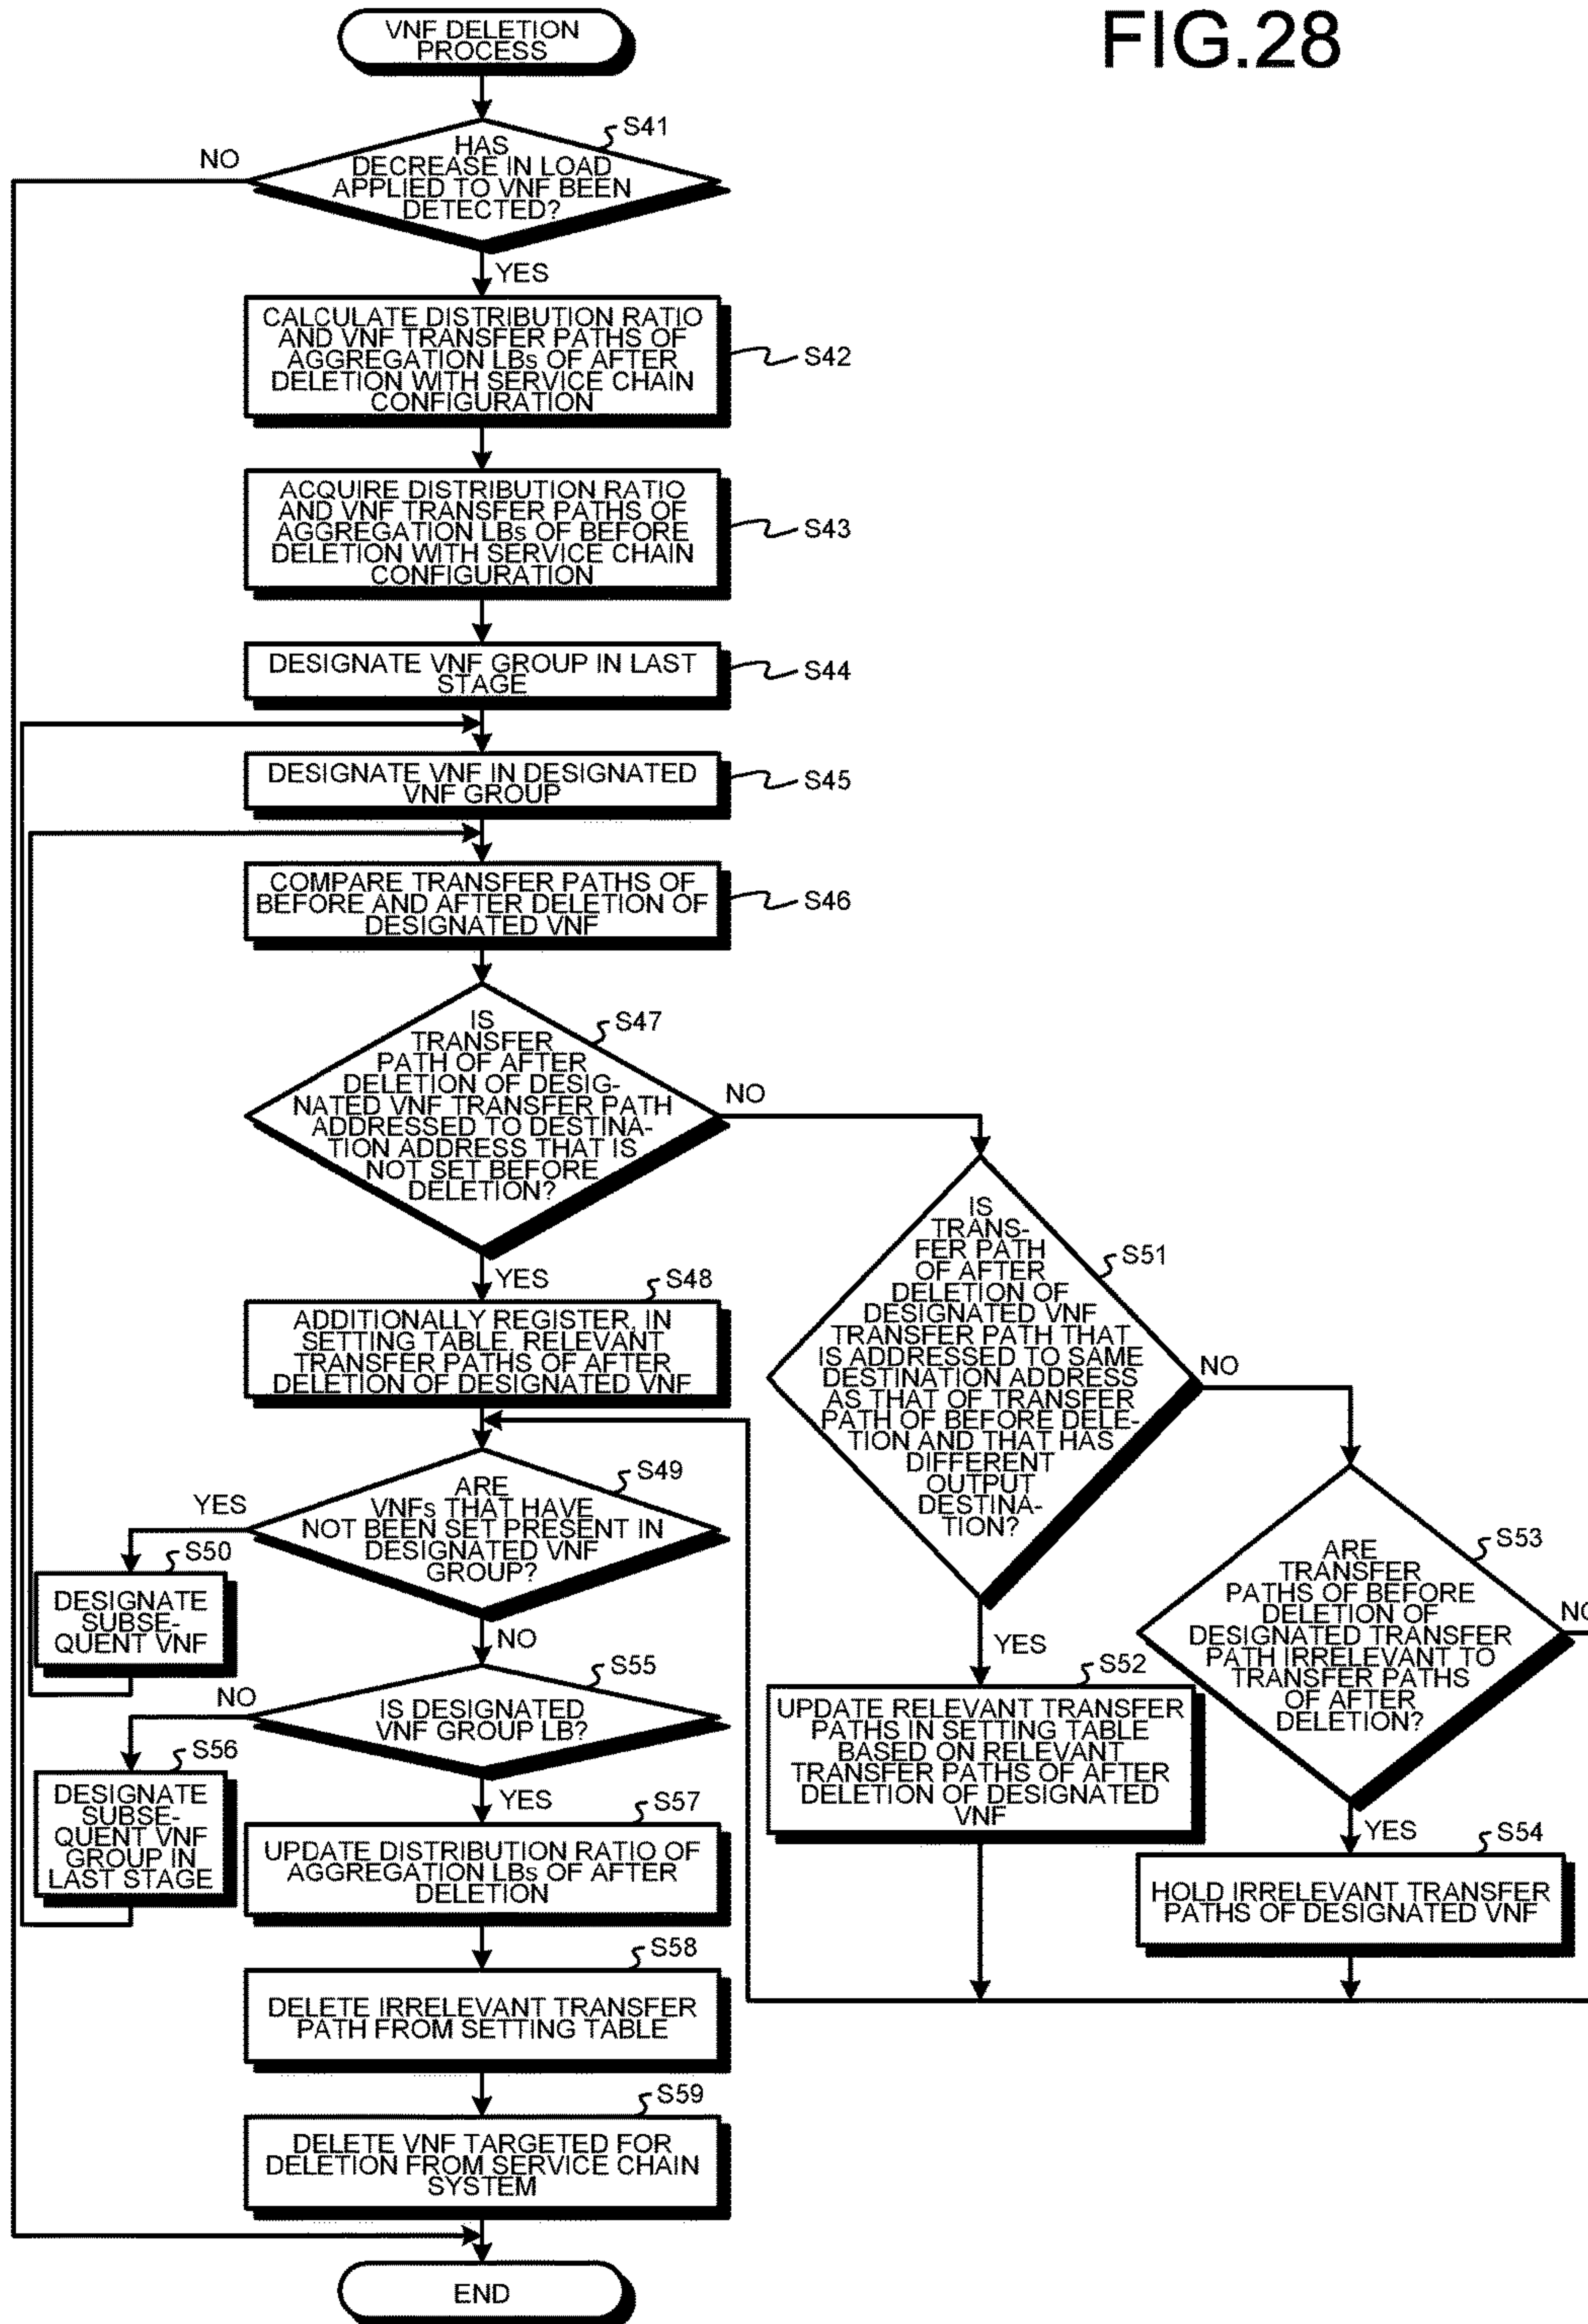 FIG.28
VNF DELETION
PROCESS
S41
HAS
DECREASE IN LOAD
APPLIED TO VNF BEEN
DETECTED?
NO
YES
CALCULATE DISTRIBUTION RATIO
AND VNF TRANSFER PATHS OF
AGGREGATION LBs OF AFTER
DELETION WITH SERVICE CHAIN
CONFIGURATION
S42
ACQUIRE DISTRIBUTION RATIO
AND VNF TRANSFER PATHS OF
AGGREGATION LBs OF BEFORE
DELETION WITH SERVICE CHAIN
CONFIGURATION
S43
DESIGNATE VNF GROUP IN LAST
STAGE
S44
DESIGNATE VNF IN DESIGNATED
VNF GROUP
S45
COMPARE TRANSFER PATHS OF
BEFORE AND AFTER DELETION OF
DESIGNATED VNF
S46
S47
IS
TRANSFER
PATH OF AFTER
DELETION OF DESIG-
NATED VNF TRANSFER PATH
ADDRESSED TO DESTINA-
TION ADDRESS THAT IS
NOT SET BEFORE
DELETION?
NO
YES
S48
ADDITIONALLY REGISTER, IN
SETTING TABLE, RELEVANT
TRANSFER PATHS OF AFTER
DELETION OF DESIGNATED VNF
S49
ARE
VNFs THAT HAVE
NOT BEEN SET PRESENT IN
DESIGNATED VNF
GROUP?
YES
NO
S50
DESIGNATE
SUBSE-
QUENT VNF
S51
IS
TRANS-
FER PATH
OF AFTER
DELETION OF
DESIGNATED VNF
TRANSFER PATH THAT
IS ADDRESSED TO SAME
DESTINATION ADDRESS
AS THAT OF TRANSFER
PATH OF BEFORE DELE-
TION AND THAT HAS
DIFFERENT
OUTPUT
DESTINA-
TION?
NO
YES
S52
UPDATE RELEVANT TRANSFER
PATHS IN SETTING TABLE
BASED ON RELEVANT
TRANSFER PATHS OF AFTER
DELETION OF DESIGNATED
VNF
S53
ARE
TRANSFER
PATHS OF BEFORE
DELETION OF
DESIGNATED TRANSFER
PATH IRRELEVANT TO
TRANSFER PATHS
OF AFTER
DELETION?
NO
YES
S54
HOLD IRRELEVANT TRANSFER
PATHS OF DESIGNATED VNF
S55
IS DESIGNATED
VNF GROUP LB?
NO
YES
S56
DESIGNATE
SUBSE-
QUENT VNF
GROUP IN
LAST STAGE
S57
UPDATE DISTRIBUTION RATIO OF
AGGREGATION LBs OF AFTER
DELETION
S58
DELETE IRRELEVANT TRANSFER
PATH FROM SETTING TABLE
S59
DELETE VNF TARGETED FOR
DELETION FROM SERVICE CHAIN
SYSTEM
END